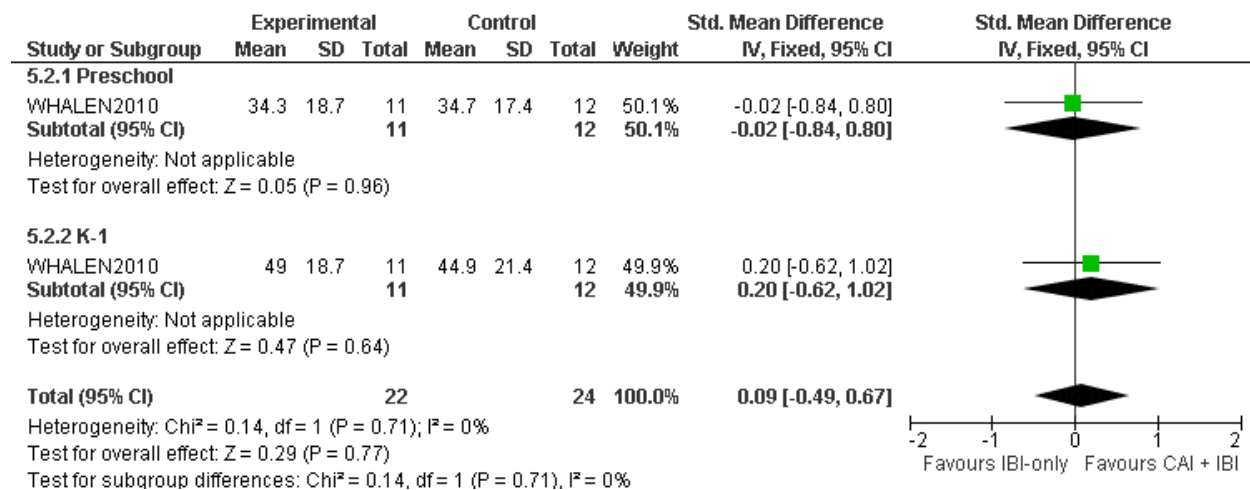 Experimental Control Std. Mean Difference Std. Mean Difference
Study or Subgroup Mean SD Total Mean SD Total Weight IV, Fixed, 95% CI IV, Fixed, 95% CI
5.2.1 Preschool
WHALEN2010 34.3 18.7 11 34.7 17.4 12 50.1% -0.02 [-0.84, 0.80]
Subtotal (95% CI) 11 12 50.1% -0.02 [-0.84, 0.80]
Heterogeneity: Not applicable
Test for overall effect: Z = 0.05 (P = 0.96)
5.2.2 K-1
WHALEN2010 49 18.7 11 44.9 21.4 12 49.9% 0.20 [-0.62, 1.02]
Subtotal (95% CI) 11 12 49.9% 0.20 [-0.62, 1.02]
Heterogeneity: Not applicable
Test for overall effect: Z = 0.47 (P = 0.64)
Total (95% CI) 22 24 100.0% 0.09 [-0.49, 0.67]
Heterogeneity: Chi² = 0.14, df = 1 (P = 0.71); I² = 0%
Test for overall effect: Z = 0.29 (P = 0.77)
Test for subgroup differences: Chi² = 0.14, df = 1 (P = 0.71), I² = 0%
-2 -1 0 1 2
Favours IBI-only Favours CAI + IBI